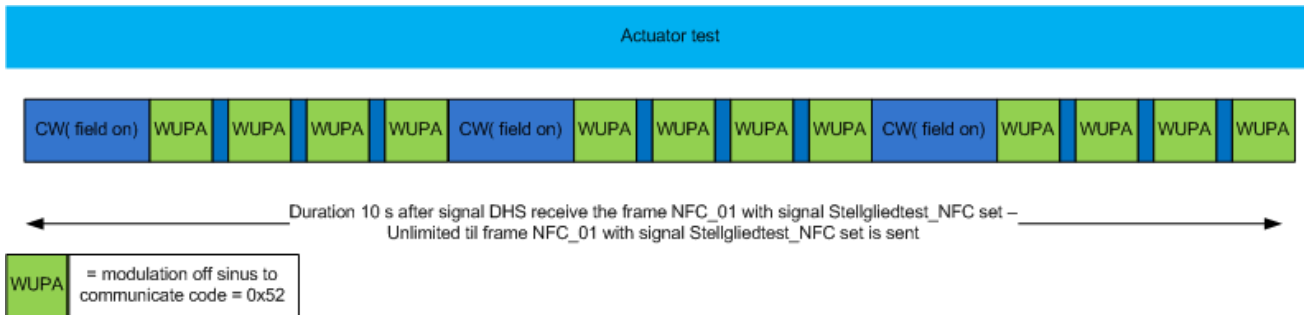 Actuator test
CW( field on) WUPA WUPA WUPA WUPA CW( field on) WUPA WUPA WUPA WUPA CW( field on) WUPA WUPA WUPA WUPA
Duration 10 s after signal DHS receive the frame NFC_01 with signal Stellgliedtest_NFC set –
Unlimited til frame NFC_01 with signal Stellgliedtest_NFC set is sent
WUPA = modulation off sinus to
communicate code = 0x52